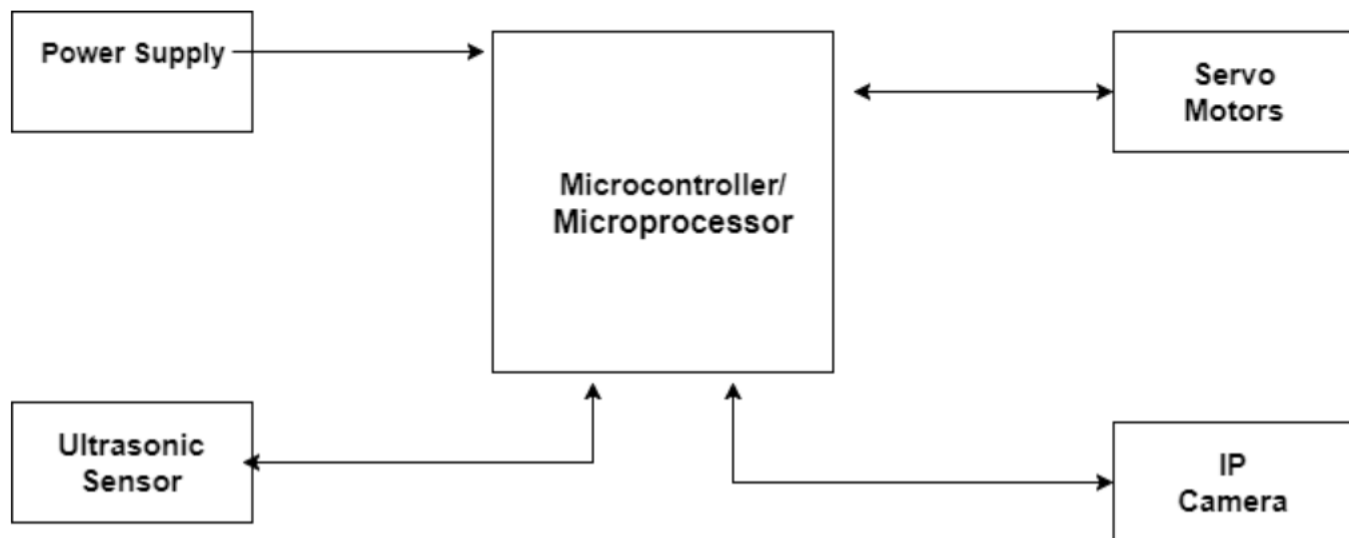 Power Supply
Servo
Motors
Microcontroller/
Microprocessor
Ultrasonic
Sensor
IP
Camera